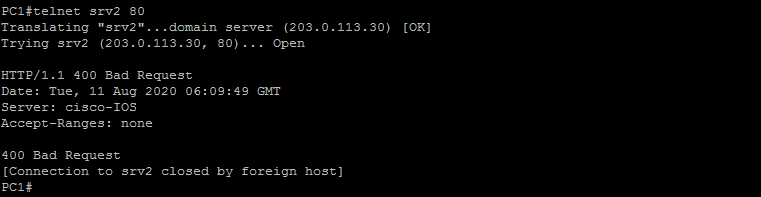 PC1#telnet srv2 80
Translating "srv2"...domain server (203.0.113.30) [OK]
Trying srv2 (203.0.113.30, 80)... Open
HTTP/1.1 400 Bad Request
Date: Tue, 11 Aug 2020 06:09:49 GMT
Server: cisco-IOS
Accept-Ranges: none
400 Bad Request
[Connection to srv2 closed by foreign host]
PC1#